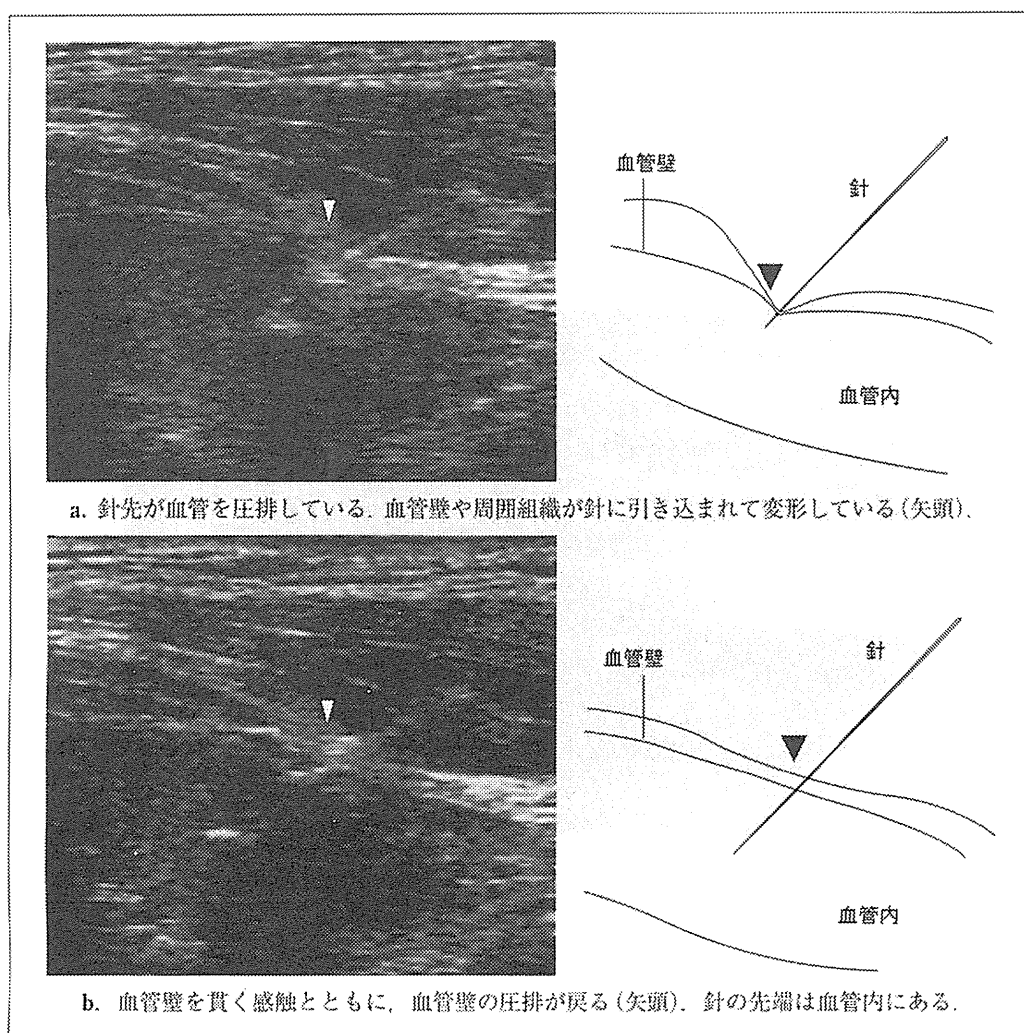 血管壁
針
血管内
a. 針先が血管を圧排している. 血管壁や周囲組織が針に引き込まれて変形している(矢頭).
血管壁
針
血管内
b. 血管壁を貫く感触とともに, 血管壁の圧排が戻る(矢頭). 針の先端は血管内にある.